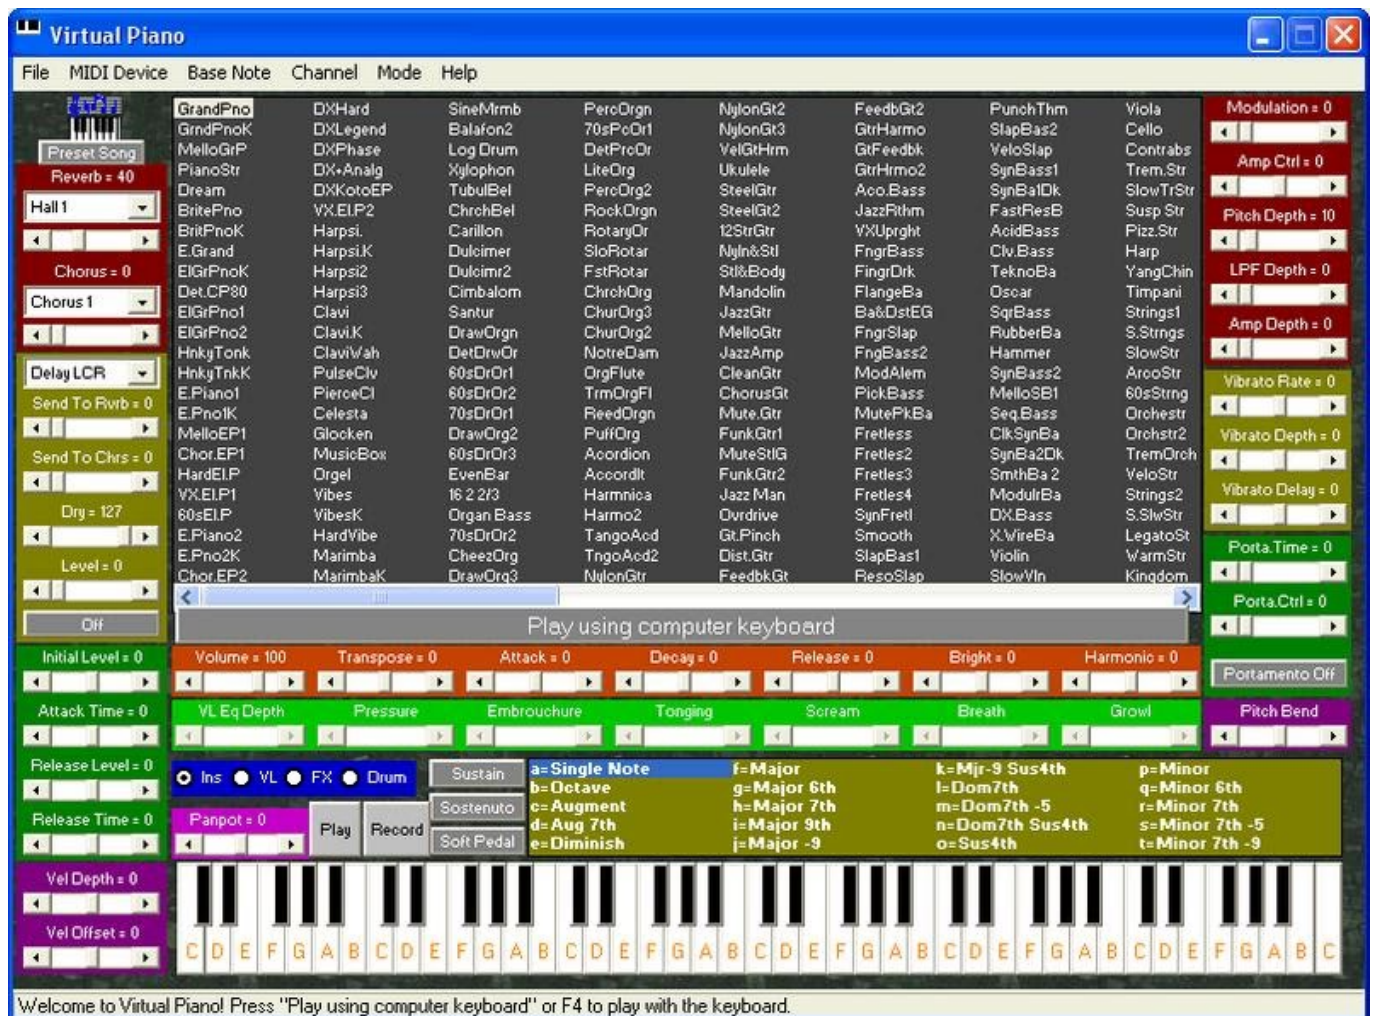 Virtual Piano
File MIDI Device Base Note Channel Mode Help
Preset Song
Reverb = 40
Hall 1
Chorus = 0
Chorus 1
Delay LCR
Send To Rvrb = 0
Send To Chrs = 0
Dry = 127
Level = 0
Off
GrandPno DXHard SineMrmb PercOrgn NylonGt2 FeedbGt2 PunchThm Viola
GrndPnoK DXLegend Balafon2 70sPcOr1 NylonGt3 GtrHarmo SlapBas2 Cello
MelloGrP DXPhase Log Drum DetPrcOr VelGtHrm GtFeedbk VeloSlap Contrabs
PianoStr DX+Analg Xylophon LiteOrg Ukulele GtrHrmo2 SynBass1 Trem.Str
Dream DXKotoEP TubulBel PercOrg2 SteelGtr Aco.Bass SynBa1Dk SlowTrStr
BritePno VX.El.P2 ChrchBel RockOrgn SteelGt2 JazzRthm FastResB Susp Str
BritPnoK Harpsi. Carillon RotaryOr 12StrGtr VXUprght AcidBass Pizz.Str
E.Grand Harpsi.K Dulcimer SloRotar Nyln&Stl FngrBass Clv.Bass Harp
ElGrPnoK Harpsi2 Dulcimr2 FstRotar Stl&Body FingrDrk TeknoBa YangChin
Det.CP80 Harpsi3 Cimbalom ChrchOrg Mandolin FlangeBa Oscar Timpani
ElGrPno1 Clavi Santur ChurOrg3 JazzGtr Ba&DstEG SqrBass Strings1
ElGrPno2 Clavi.K DrawOrgn ChurOrg2 MelloGtr FngrSlap RubberBa S.Strngs
HnkyTonk ClaviWah DetDrwOr NotreDam JazzAmp FngBass2 Hammer SlowStr
HnkyTnkK PulseClv 60sDrOr1 OrgFlute CleanGtr ModAlem SynBass2 ArcoStr
E.Piano1 PierceCl 60sDrOr2 TrmOrgFl ChorusGt PickBass MelloSB1 60sStrng
E.Pno1K Celesta 70sDrOr1 ReedOrgn Mute.Gtr MutePkBa Seq.Bass Orchestr
MelloEP1 Glocken DrawOrg2 PuffOrg FunkGtr1 Fretless ClkSynBa Orchstr2
Chor.EP1 MusicBox 60sDrOr3 Acordion MuteStlG Fretles2 SynBa2Dk TremOrch
HardEl.P Orgel EvenBar AccordIt FunkGtr2 Fretles3 SmthBa 2 VeloStr
VX.El.P1 Vibes 16 2 2/3 Harmnica Jazz Man Fretles4 ModulrBa Strings2
60sEl.P VibesK Organ Bass Harmo2 Ovrdrive SynFretl DX.Bass S.SlwStr
E.Piano2 HardVibe 70sDrOr2 TangoAcd Gt.Pinch Smooth X.WireBa LegatoSt
E.Pno2K Marimba CheezOrg TngoAcd2 Dist.Gtr SlapBas1 Violin WarmStr
Chor.EP2 MarimbaK DrawOrg3 NylonGtr FeedbkGt ResoSlap SlowVln Kingdom
Modulation = 0
Amp Ctrl = 0
Pitch Depth = 10
LPF Depth = 0
Amp Depth = 0
Vibrato Rate = 0
Vibrato Depth = 0
Vibrato Delay = 0
Porta.Time = 0
Porta.Ctrl = 0
Portamento Off
Pitch Bend
Play using computer keyboard
Initial Level = 0
Attack Time = 0
Release Level = 0
Release Time = 0
Vel Depth = 0
Vel Offset = 0
Volume = 100 Transpose = 0 Attack = 0 Decay = 0 Release = 0 Bright = 0 Harmonic = 0
VL Eq Depth Pressure Embrouchure Tonging Scream Breath Growl
Ins VL FX Drum
Panpot = 0
Play Record
Sustain
Sostenuto
Soft Pedal
a=Single Note f=Major k=Mjr-9 Sus4th p=Minor
b=Octave g=Major 6th l=Dom7th q=Minor 6th
c=Augment h=Major 7th m=Dom7th -5 r=Minor 7th
d=Aug 7th i=Major 9th n=Dom7th Sus4th s=Minor 7th -5
e=Diminish j=Major -9 o=Sus4th t=Minor 7th -9
C D E F G A B C D E F G A B C D E F G A B C D E F G A B C D E F G A B C D E F G A B C
Welcome to Virtual Piano! Press "Play using computer keyboard" or F4 to play with the keyboard.